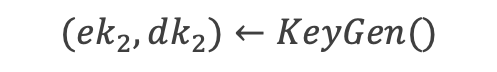 (ek₂, dk₂) ← KeyGen()